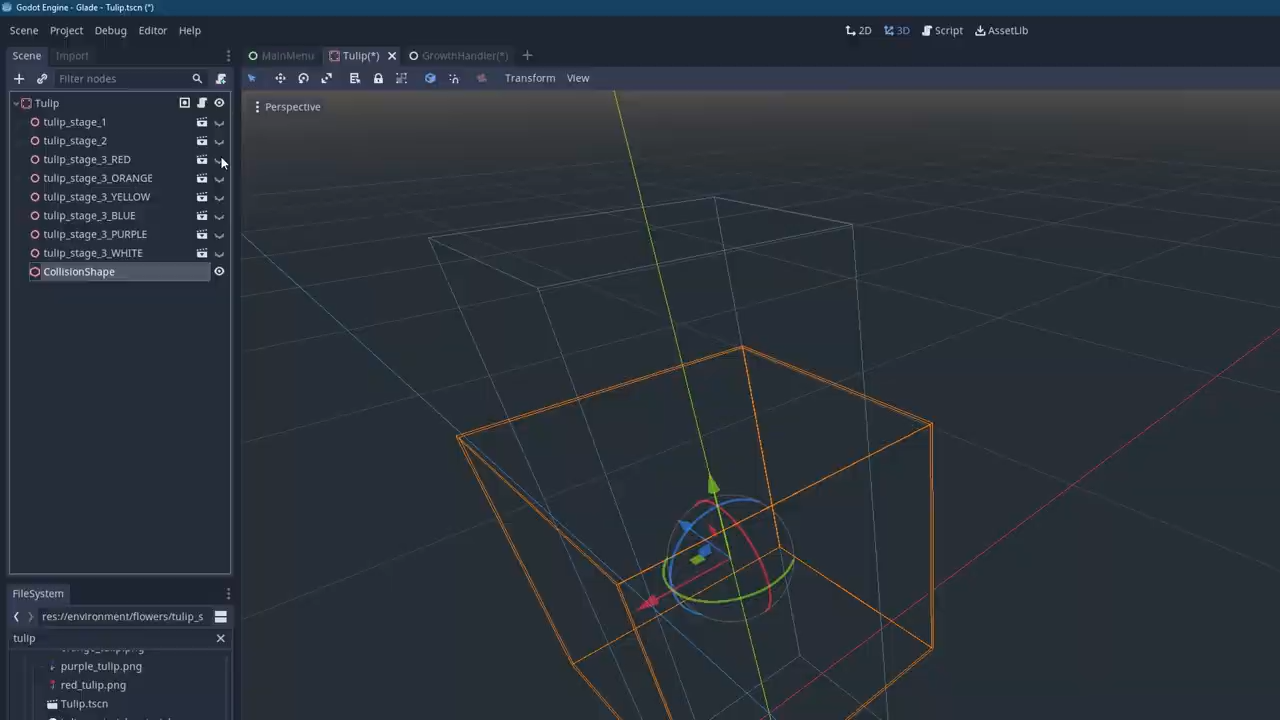 Godot Engine - Glade - Tulip.tscn (*)
Scene Project Debug Editor Help
2D 3D Script AssetLib
Scene Import
MainMenu Tulip(*) GrowthHandler(*)
Filter nodes
Transform View
Perspective
Tulip
tulip_stage_1
tulip_stage_2
tulip_stage_3_RED
tulip_stage_3_ORANGE
tulip_stage_3_YELLOW
tulip_stage_3_BLUE
tulip_stage_3_PURPLE
tulip_stage_3_WHITE
CollisionShape
FileSystem
res://environment/flowers/tulip_s
tulip
purple_tulip.png
red_tulip.png
Tulip.tscn